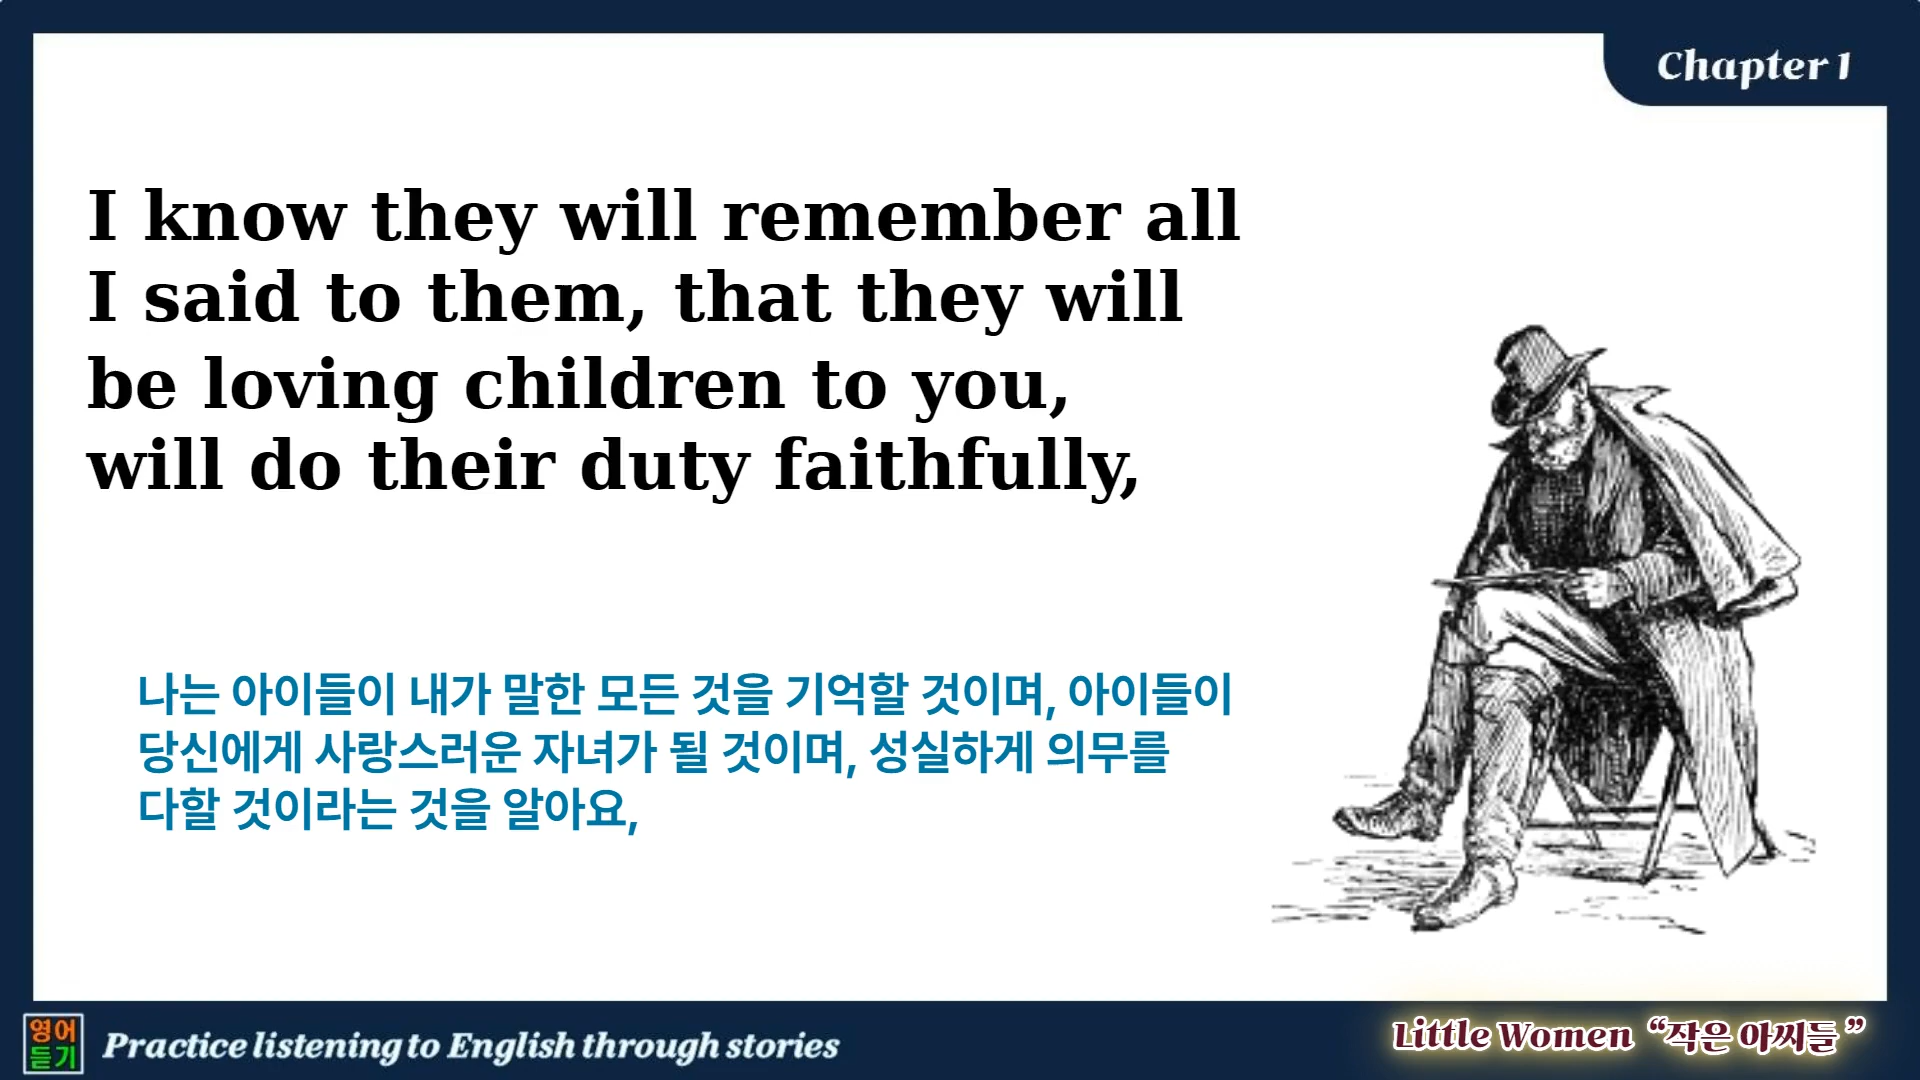 Chapter 1
I know they will remember all
I said to them, that they will
be loving children to you,
will do their duty faithfully,
나는 아이들이 내가 말한 모든 것을 기억할 것이며, 아이들이
당신에게 사랑스러운 자녀가 될 것이며, 성실하게 의무를
다할 것이라는 것을 알아요,
영어
듣기
Practice listening to English through stories
Little Women “작은 아씨들”